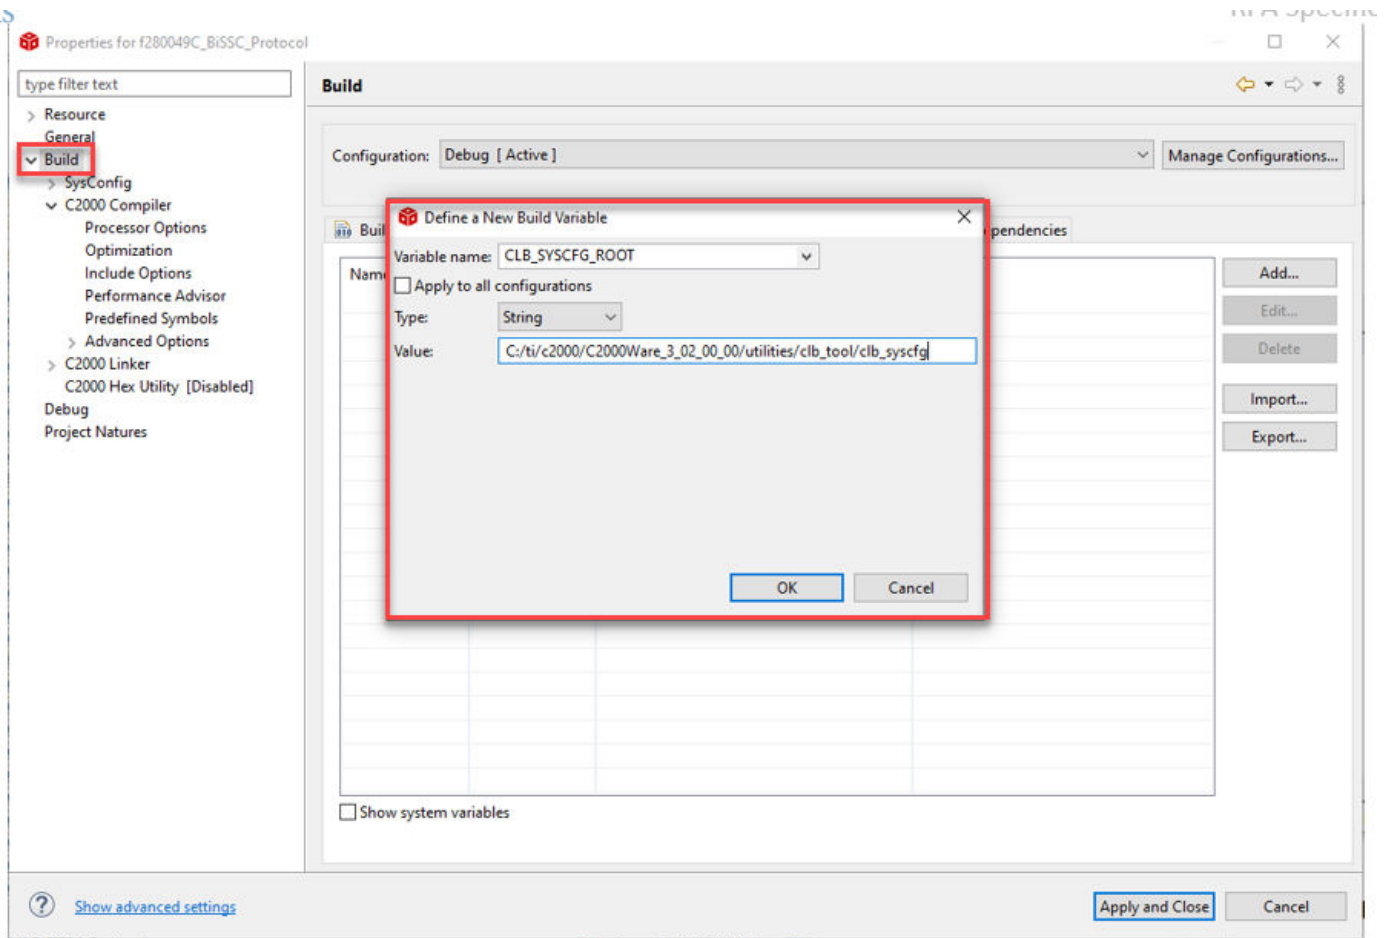 Properties for f280049C_BiSSC_Protocol
type filter text
Build
Resource
General
Build
Configuration: Debug [ Active ] Manage Configurations...
SysConfig
C2000 Compiler
Processor Options
Optimization
Include Options
Performance Advisor
Predefined Symbols
Advanced Options
C2000 Linker
C2000 Hex Utility [Disabled]
Debug
Project Natures
Define a New Build Variable
Variable name: CLB_SYSCFG_ROOT
Apply to all configurations
Type: String
Value: C:/ti/c2000/C2000Ware_3_02_00_00/utilities/clb_tool/clb_syscfg
OK Cancel
Add...
Edit...
Delete
Import...
Export...
Show system variables
Show advanced settings
Apply and Close Cancel